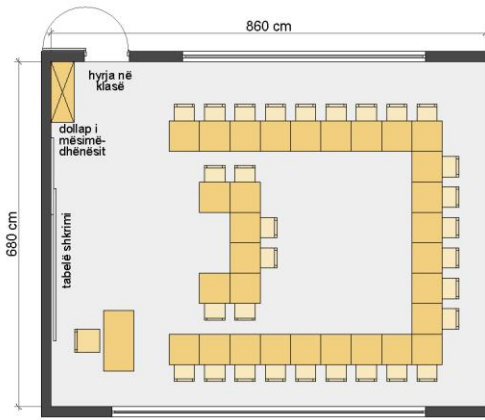 860 cm
hyrja në
klasë
dollap i
mësimë-
dhënësit
680 cm
tabelë shkrimi